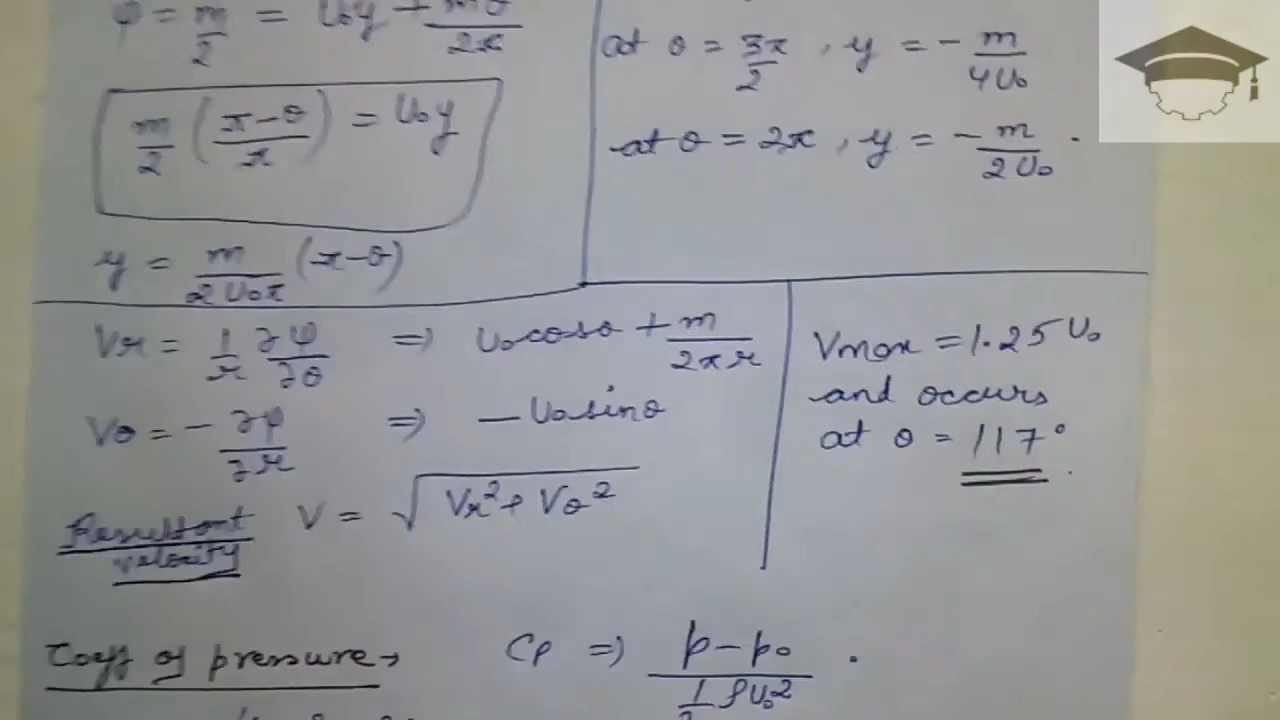 φ = m/2 = U₀y + mθ/2π
m/2 (π-θ/π) = U₀y
y = m/2U₀π (π-θ)
at θ = 3π/2, y = - m/4U₀
at θ = 2π, y = - m/2U₀.
Vr = 1/r ∂φ/∂θ ⇒ U₀cosθ + m/2πr
Vθ = - ∂φ/∂r ⇒ - U₀sinθ
Resultant velocity V = √Vr² + Vθ²
Vmax = 1.25 U₀
and occurs
at θ = 117°.
Coeff of pressure→ Cp ⇒ p-p₀/½ρU₀².